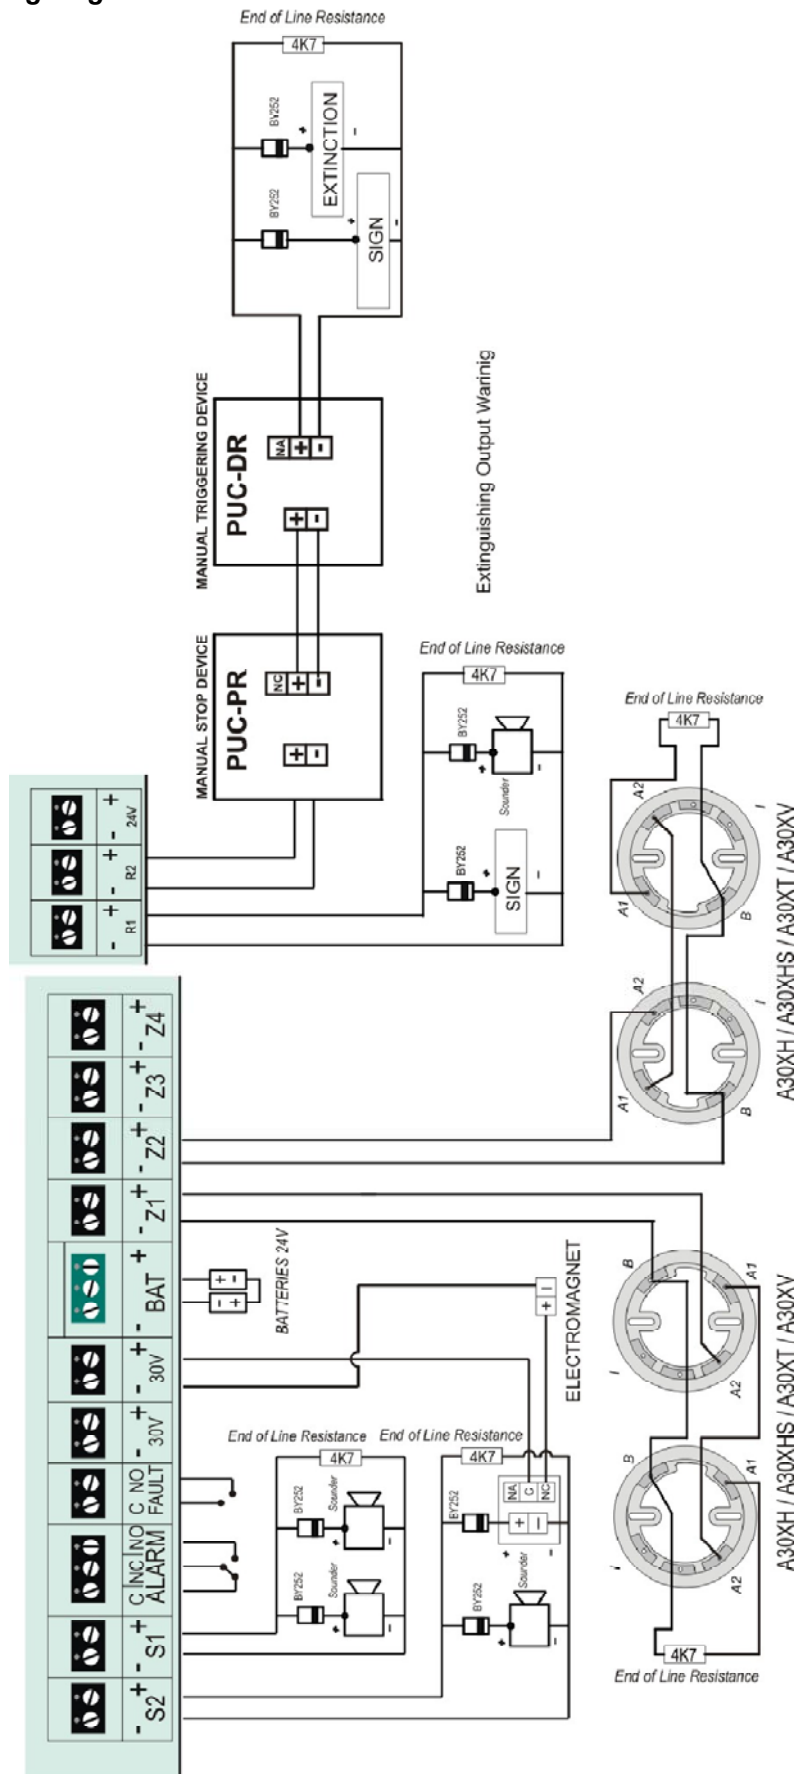 End of Line Resistance
4K7
BY252
+
-
EXTINCTION
BY252
+
-
SIGN
MANUAL TRIGGERING DEVICE
PUC-DR
NA
+
-
+
-
Extinguishing Output Warinig
MANUAL STOP DEVICE
PUC-PR
NC
+
-
+
-
End of Line Resistance
4K7
BY252
+
-
Sounder
BY252
+
-
SIGN
- + 24V
- + R2
- + R1
End of Line Resistance
4K7
A2
A1
B
I
A2
A1
B
I
A30XH / A30XHS / A30XT / A30XV
- Z4 +
- Z3 +
- Z2 +
- Z1 +
- BAT +
- 30V +
- 30V +
C NO
FAULT
C NC NO
ALARM
- S1 +
- S2 +
+ -
- +
BATTERIES 24V
+ -
ELECTROMAGNET
End of Line Resistance
4K7
BY252
Sounder
+
-
BY252
Sounder
+
-
End of Line Resistance
4K7
BY252
NA
C
NC
+ -
+
-
BY252
Sounder
+
-
B
A1
A2
I
B
A1
A2
I
4K7
End of Line Resistance
A30XH / A30XHS / A30XT / A30XV